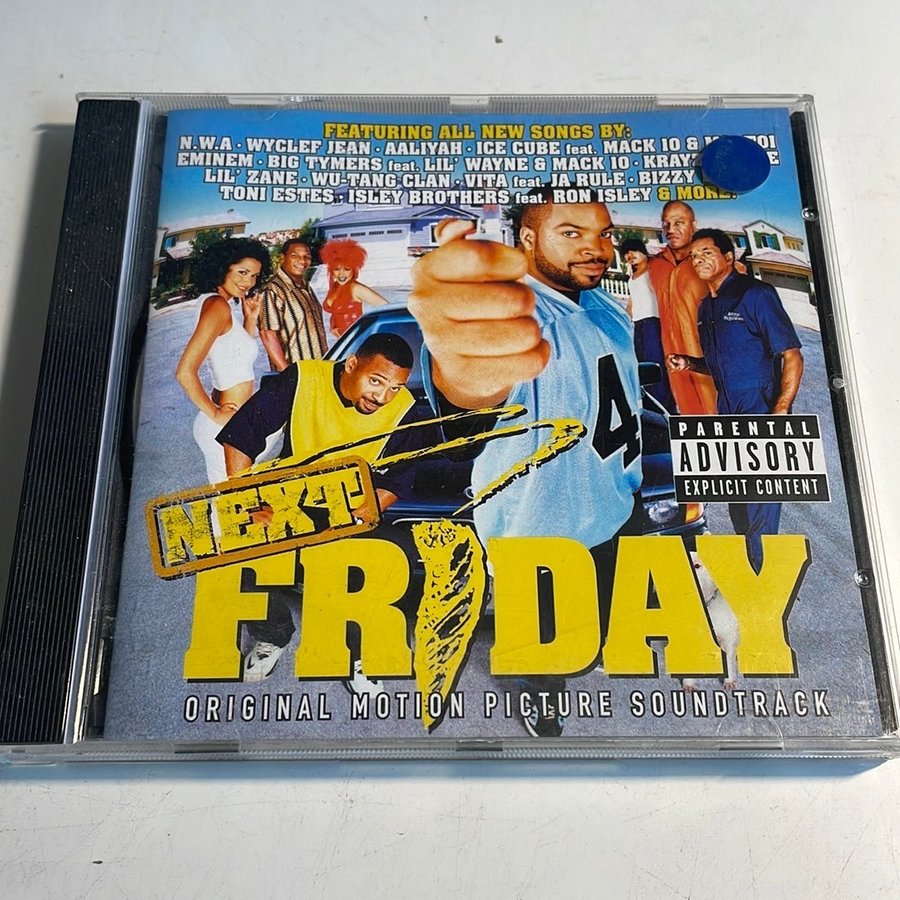 FEATURING ALL NEW SONGS BY:
N.W.A · WYCLEF JEAN · AALIYAH · ICE CUBE feat. MACK 10 &
EMINEM · BIG TYMERS feat. LIL' WAYNE & MACK 10 ·
LIL' ZANE · WU-TANG CLAN · VITA feat. JA RULE · BIZZY
TONI ESTES · ISLEY BROTHERS feat. RON ISLEY & MORE!
4
PARENTAL
ADVISORY
EXPLICIT CONTENT
NEXT
FRIDAY
ORIGINAL MOTION PICTURE SOUNDTRACK